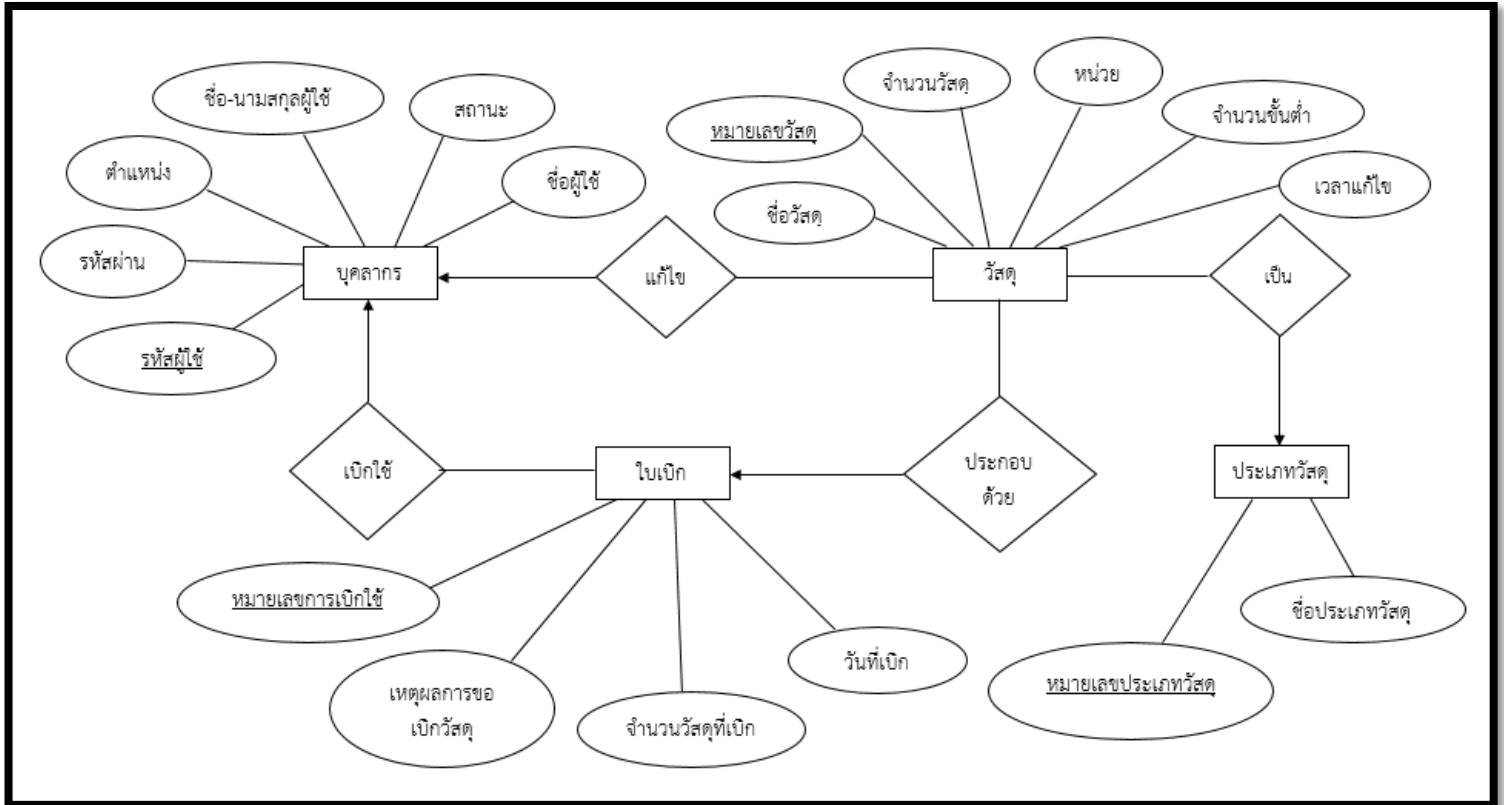 ชื่อ-นามสกุลผู้ใช้
สถานะ
ตำแหน่ง
ชื่อผู้ใช้
รหัสผ่าน
บุคลากร
รหัสผู้ใช้
แก้ไข
จำนวนวัสดุ
หน่วย
หมายเลขวัสดุ
จำนวนขั้นต่ำ
ชื่อวัสดุ
เวลาแก้ไข
วัสดุ
เป็น
เบิกใช้
ใบเบิก
ประกอบ
ด้วย
ประเภทวัสดุ
หมายเลขการเบิกใช้
เหตุผลการขอ
เบิกวัสดุ
จำนวนวัสดุที่เบิก
วันที่เบิก
หมายเลขประเภทวัสดุ
ชื่อประเภทวัสดุ